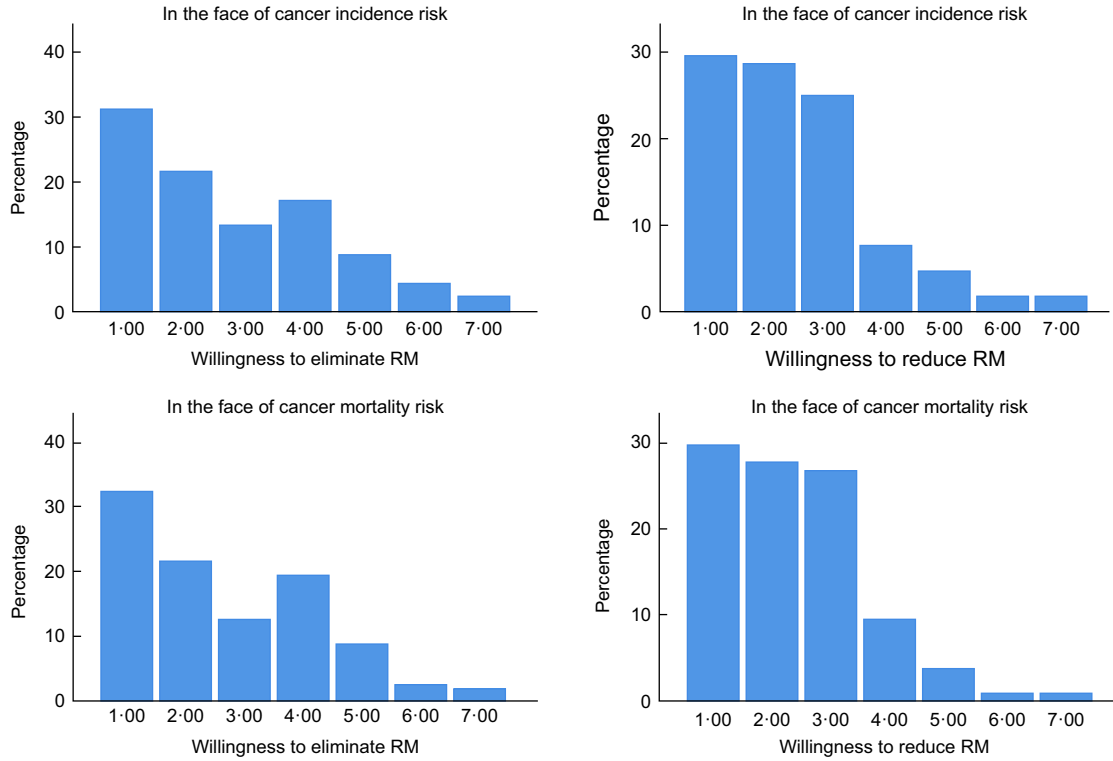 In the face of cancer incidence risk
40
30
20
10
0
Percentage
1·00 2·00 3·00 4·00 5·00 6·00 7·00
Willingness to eliminate RM
In the face of cancer incidence risk
30
20
10
0
Percentage
1·00 2·00 3·00 4·00 5·00 6·00 7·00
Willingness to reduce RM
In the face of cancer mortality risk
40
30
20
10
0
Percentage
1·00 2·00 3·00 4·00 5·00 6·00 7·00
Willingness to eliminate RM
In the face of cancer mortality risk
30
20
10
0
Percentage
1·00 2·00 3·00 4·00 5·00 6·00 7·00
Willingness to reduce RM